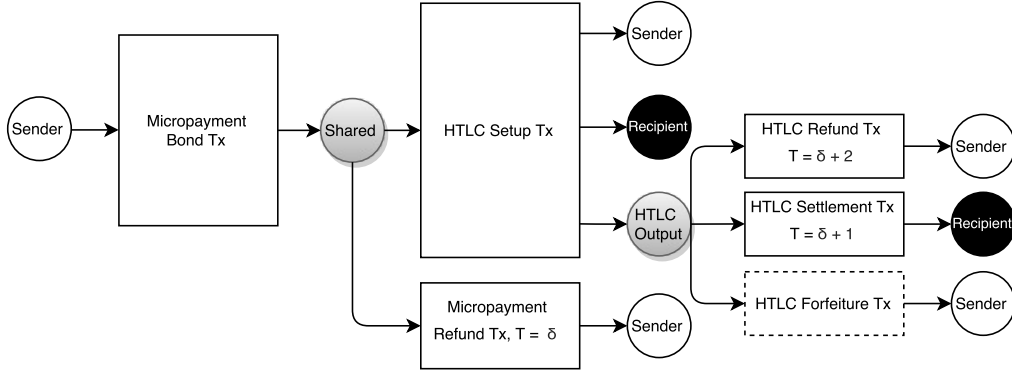 Sender
Micropayment
Bond Tx
Shared
HTLC Setup Tx
Sender
Recipient
HTLC
Output
Micropayment
Refund Tx, T = δ
Sender
HTLC Refund Tx
T = δ + 2
Sender
HTLC Settlement Tx
T = δ + 1
Recipient
HTLC Forfeiture Tx
Sender